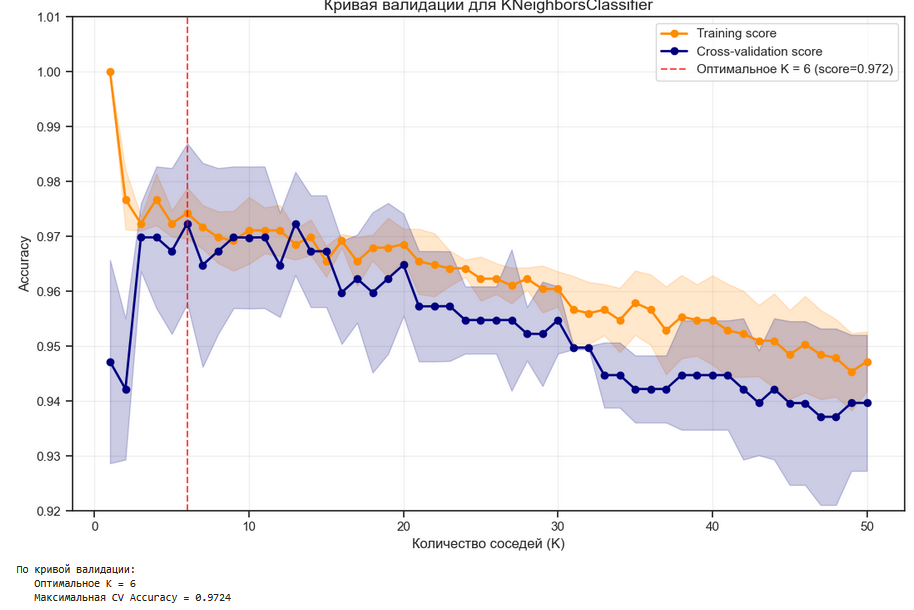 Кривая валидации для KNeighborsClassifier
1.01
1.00
0.99
0.98
0.97
0.96
0.95
0.94
0.93
0.92
Accuracy
Training score
Cross-validation score
Оптимальное K = 6 (score=0.972)
0 10 20 30 40 50
Количество соседей (K)
По кривой валидации:
Оптимальное K = 6
Максимальная CV Accuracy = 0.9724